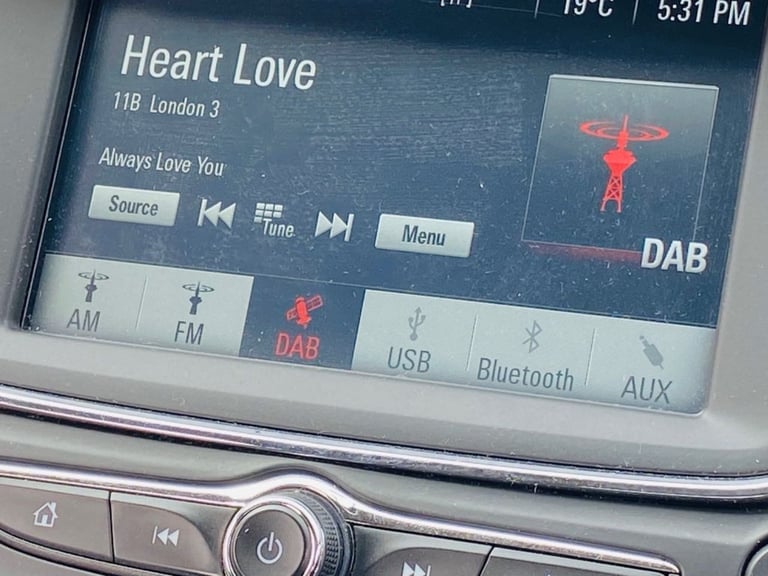 19°C 5:31 PM
Heart Love
11B London 3
Always Love You
Source
Tune
Menu
DAB
AM
FM
DAB
USB
Bluetooth
AUX